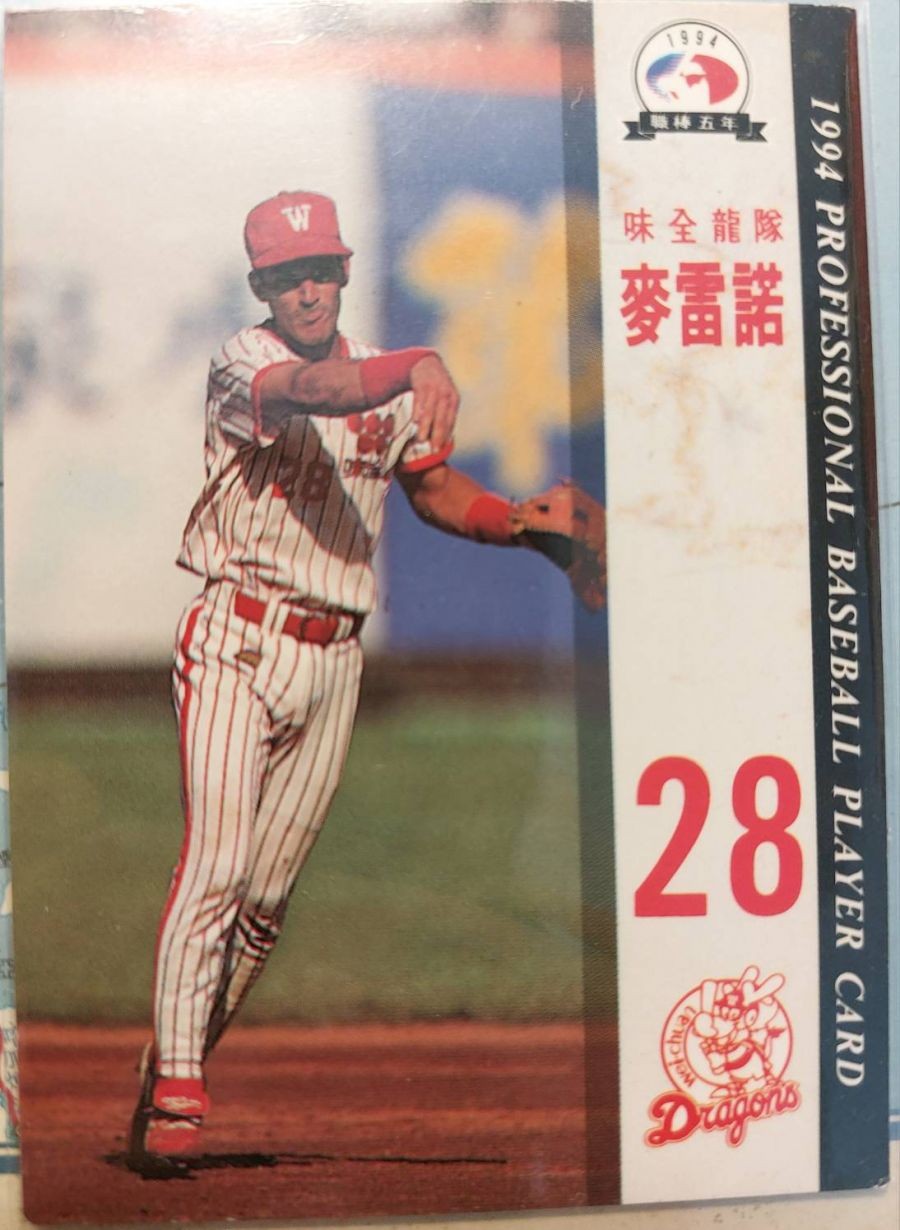 1994
職棒五年
味全龍隊
麥雷諾
28
wei-chuan
Dragons
1994 PROFESSIONAL BASEBALL PLAYER CARD
W
28